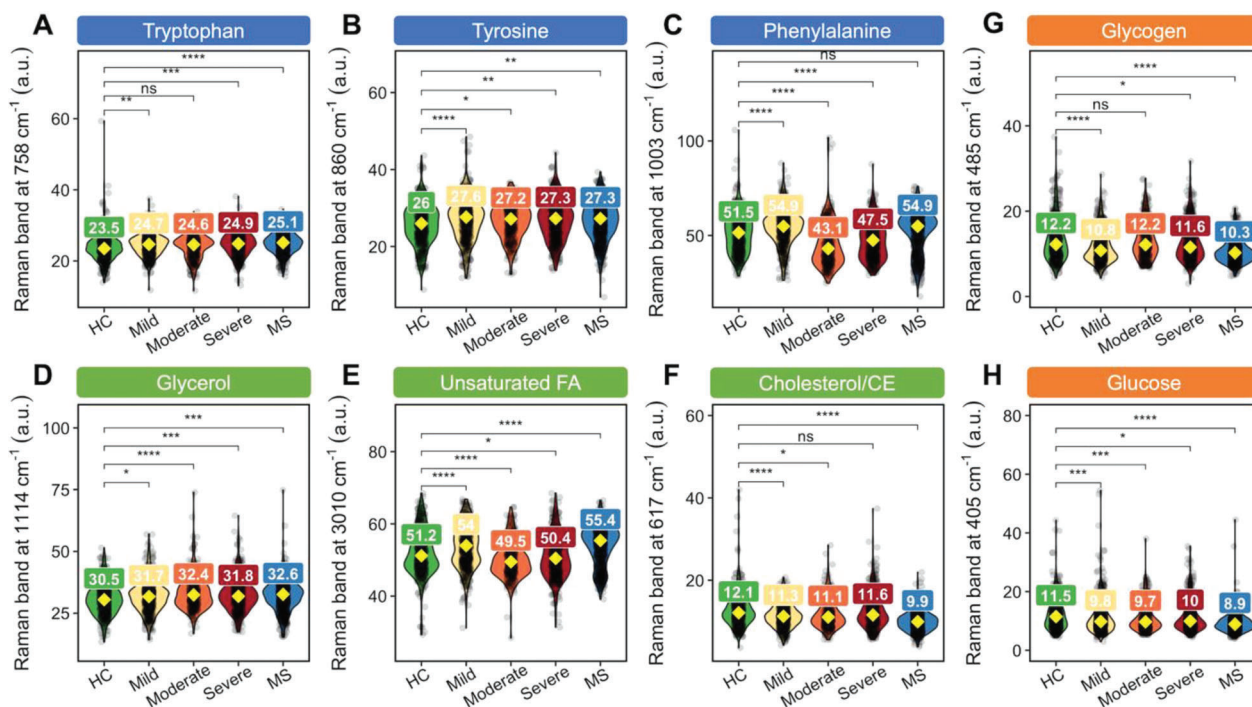 A
Tryptophan
Raman band at 758 cm⁻¹ (a.u.)
60
40
20
****
***
ns
**
23.5
24.7
24.6
24.9
25.1
HC
Mild
Moderate
Severe
MS
B
Tyrosine
Raman band at 860 cm⁻¹ (a.u.)
60
40
20
**
**
*
****
26
27.6
27.2
27.3
27.3
HC
Mild
Moderate
Severe
MS
C
Phenylalanine
Raman band at 1003 cm⁻¹ (a.u.)
100
50
ns
****
****
****
51.5
54.9
43.1
47.5
54.9
HC
Mild
Moderate
Severe
MS
G
Glycogen
Raman band at 485 cm⁻¹ (a.u.)
40
20
0
****
*
ns
****
12.2
10.8
12.2
11.6
10.3
HC
Mild
Moderate
Severe
MS
D
Glycerol
Raman band at 1114 cm⁻¹ (a.u.)
100
75
50
25
***
***
****
*
30.5
31.7
32.4
31.8
32.6
HC
Mild
Moderate
Severe
MS
E
Unsaturated FA
Raman band at 3010 cm⁻¹ (a.u.)
80
60
40
****
*
****
****
51.2
54
49.5
50.4
55.4
HC
Mild
Moderate
Severe
MS
F
Cholesterol/CE
Raman band at 617 cm⁻¹ (a.u.)
60
40
20
0
****
ns
*
****
12.1
11.3
11.1
11.6
9.9
HC
Mild
Moderate
Severe
MS
H
Glucose
Raman band at 405 cm⁻¹ (a.u.)
80
60
40
20
0
****
*
***
***
11.5
9.8
9.7
10
8.9
HC
Mild
Moderate
Severe
MS